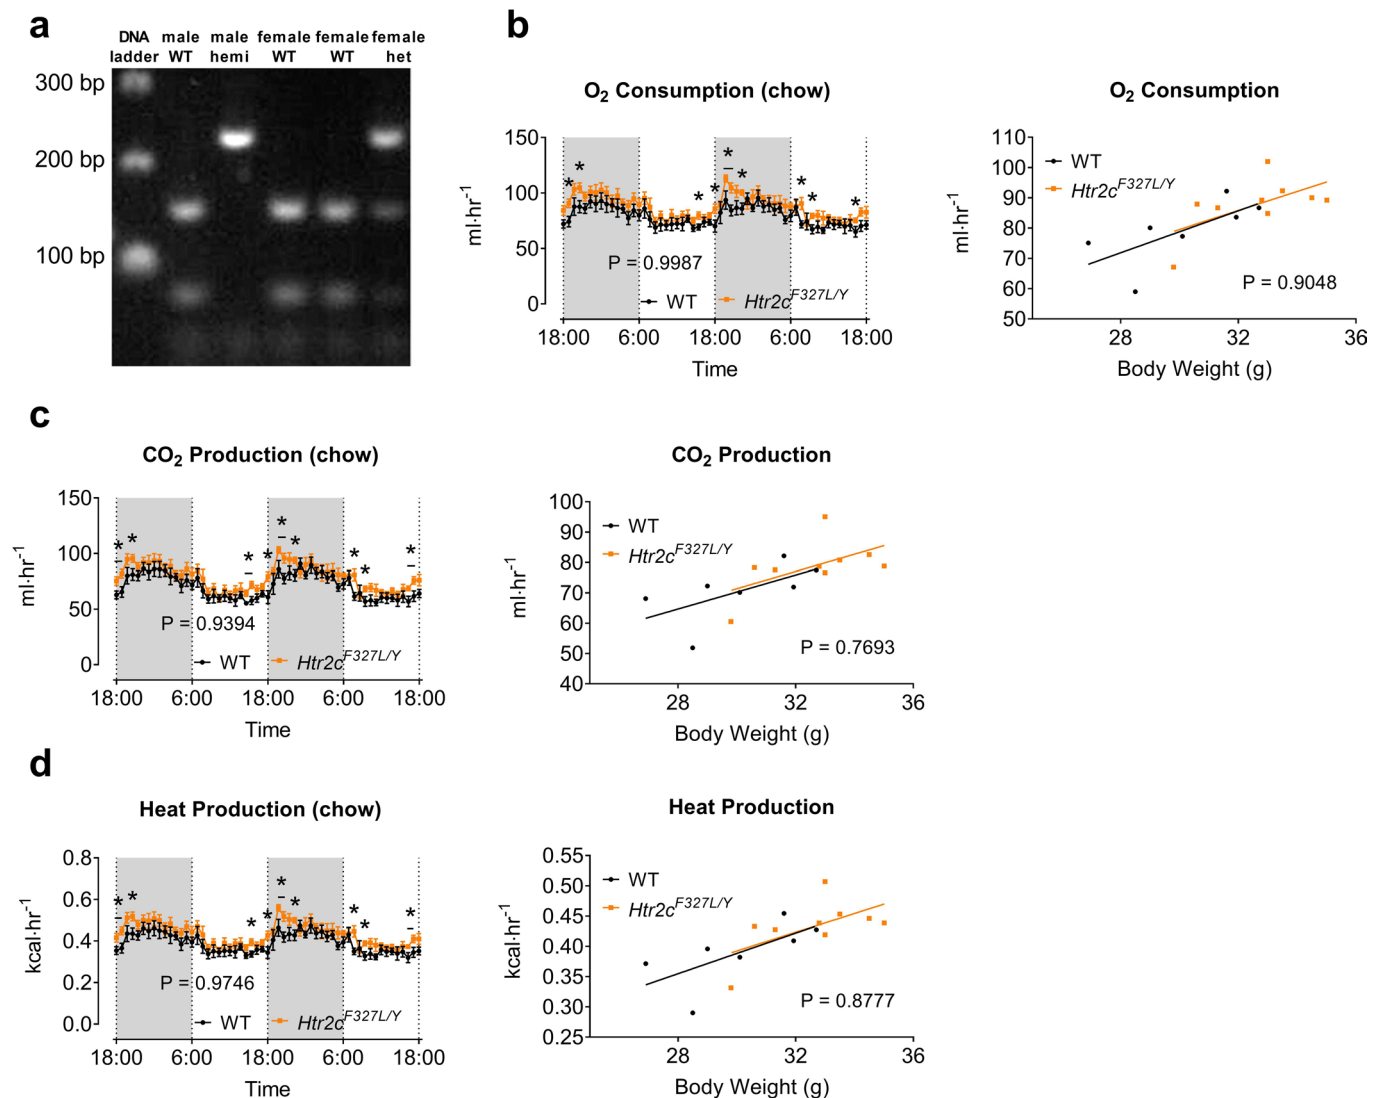 a
DNA male male female female female
ladder WT hemi WT WT het
300 bp
200 bp
100 bp
b
O2 Consumption (chow)
150
100
50
0
ml·hr-1
* * * * * * * * *
P = 0.9987
WT Htr2cF327L/Y
18:00 6:00 18:00 6:00 18:00
Time
O2 Consumption
110
100
90
80
70
60
50
ml·hr-1
WT
Htr2cF327L/Y
P = 0.9048
28 32 36
Body Weight (g)
c
CO2 Production (chow)
150
100
50
0
ml·hr-1
* * * * * * * * *
P = 0.9394
WT Htr2cF327L/Y
18:00 6:00 18:00 6:00 18:00
Time
CO2 Production
100
90
80
70
60
50
40
ml·hr-1
WT
Htr2cF327L/Y
P = 0.7693
28 32 36
Body Weight (g)
d
Heat Production (chow)
0.8
0.6
0.4
0.2
0.0
kcal·hr-1
* * * * * * * * *
P = 0.9746
WT Htr2cF327L/Y
18:00 6:00 18:00 6:00 18:00
Time
Heat Production
0.55
0.50
0.45
0.40
0.35
0.30
0.25
kcal·hr-1
WT
Htr2cF327L/Y
P = 0.8777
28 32 36
Body Weight (g)